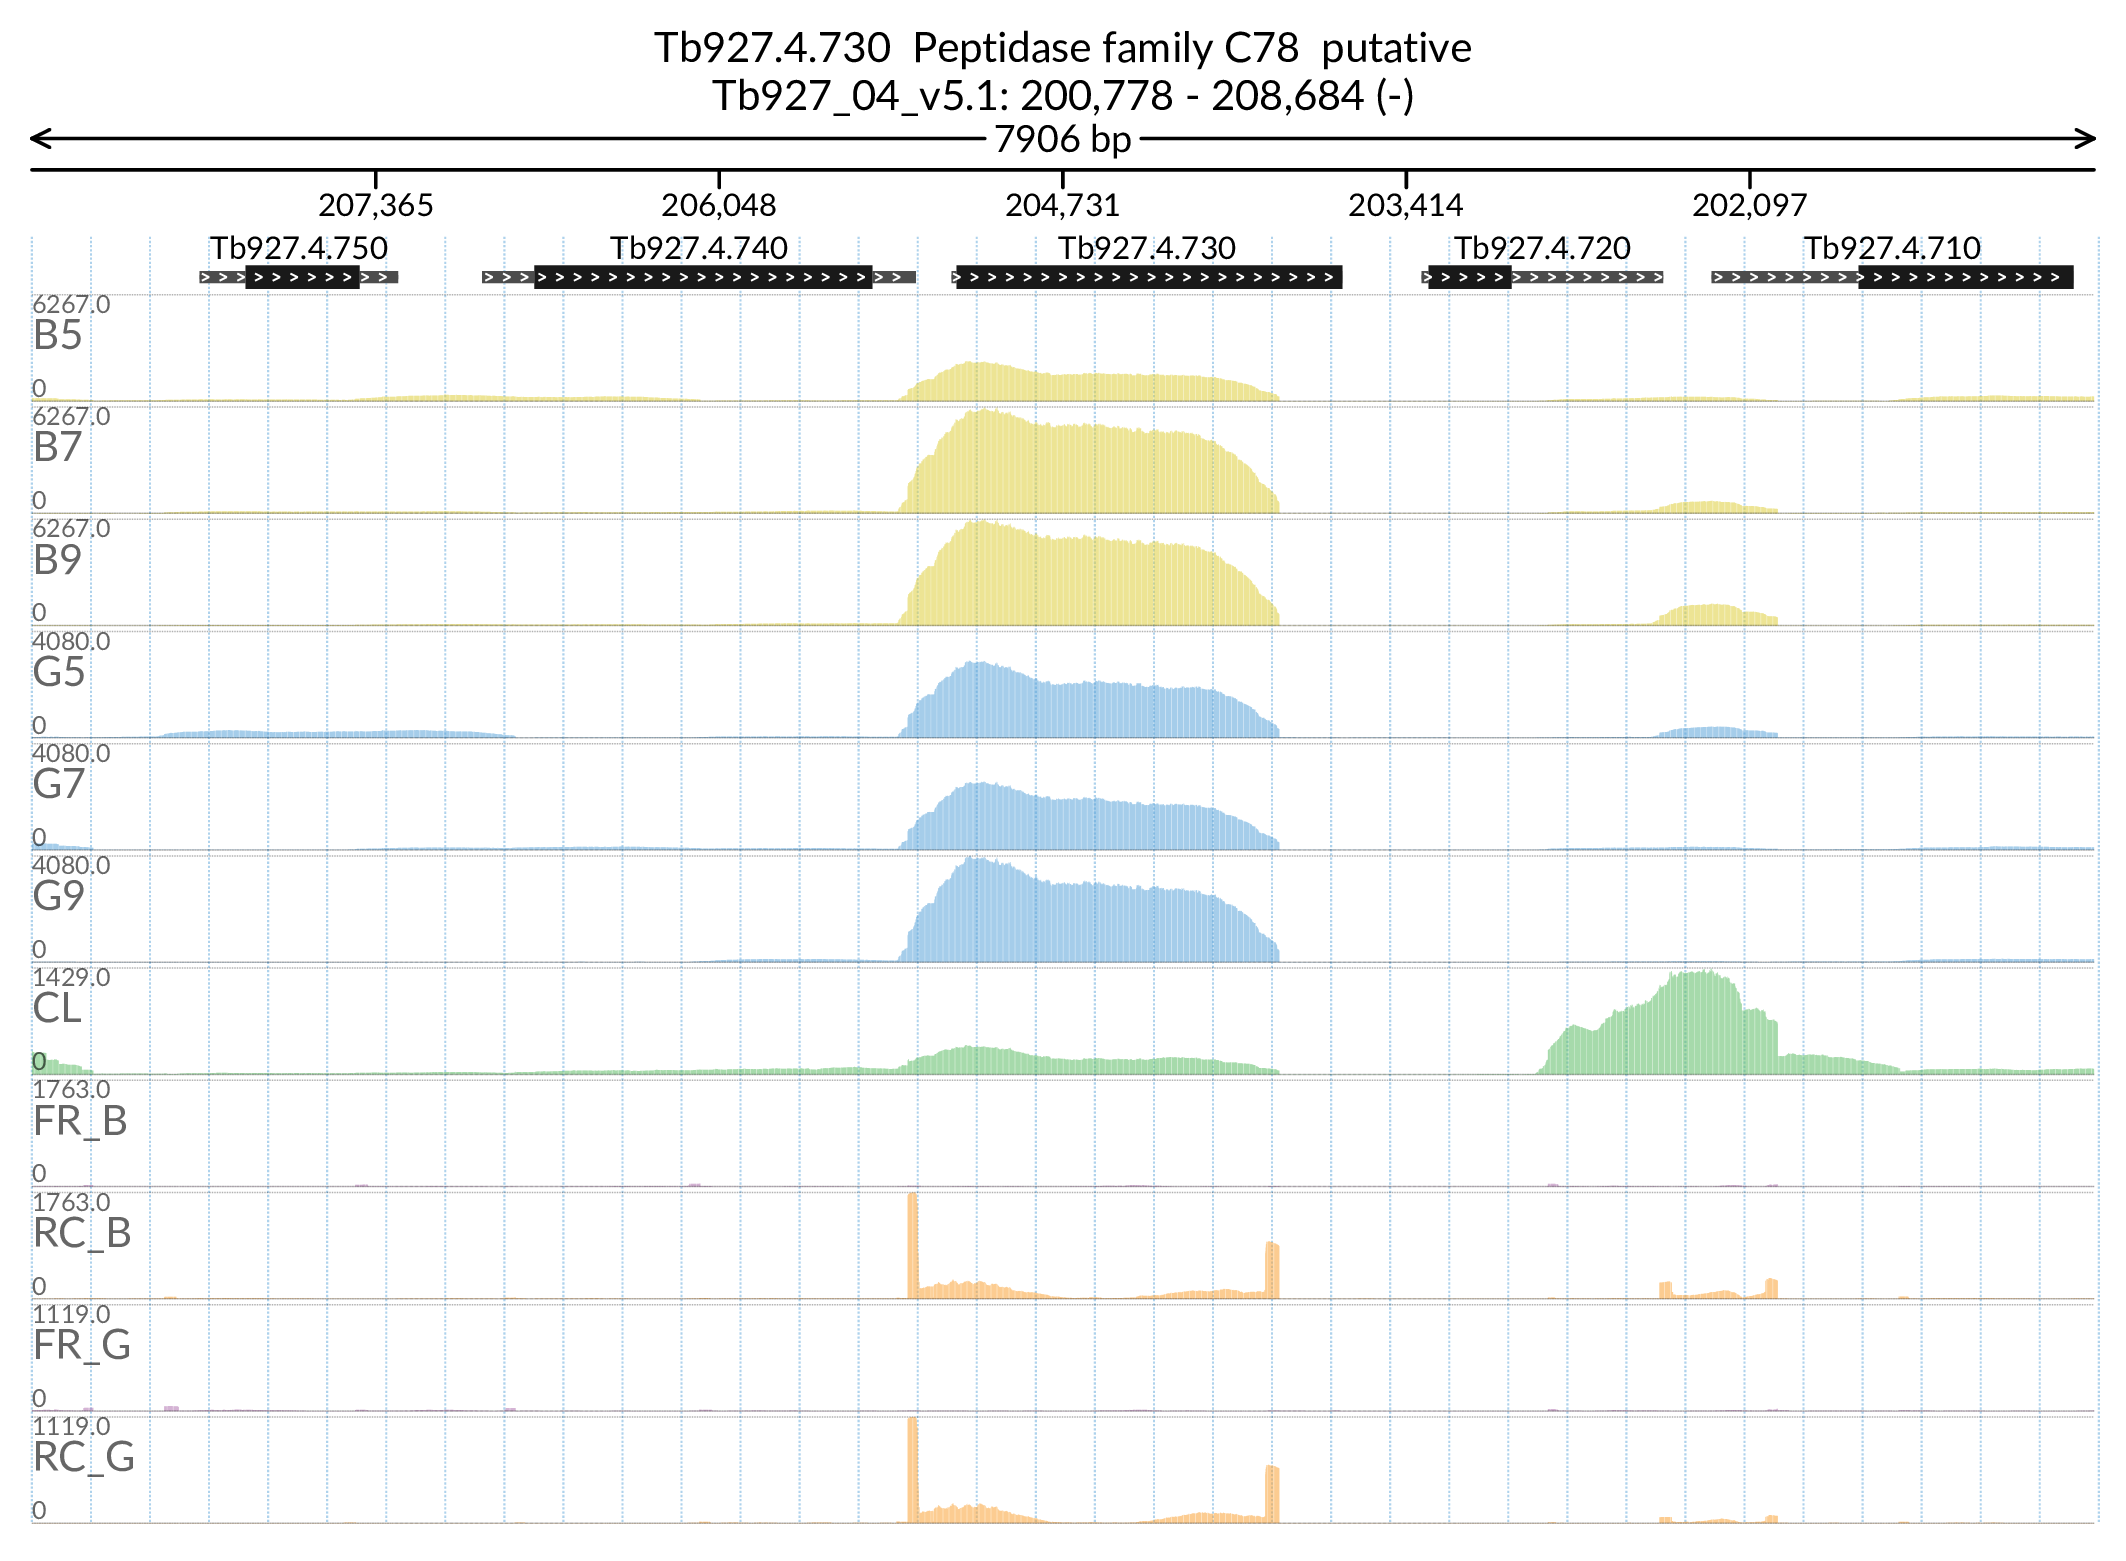 Tb927.4.730  Peptidase family C78  putative
Tb927_04_v5.1: 200,778 - 208,684 (-)
7906 bp
207,365 206,048 204,731 203,414 202,097
Tb927.4.750 Tb927.4.740 Tb927.4.730 Tb927.4.720 Tb927.4.710
6267.0
B5
0
6267.0
B7
0
6267.0
B9
0
4080.0
G5
0
4080.0
G7
0
4080.0
G9
0
1429.0
CL
0
1763.0
FR_B
0
1763.0
RC_B
0
1119.0
FR_G
0
1119.0
RC_G
0